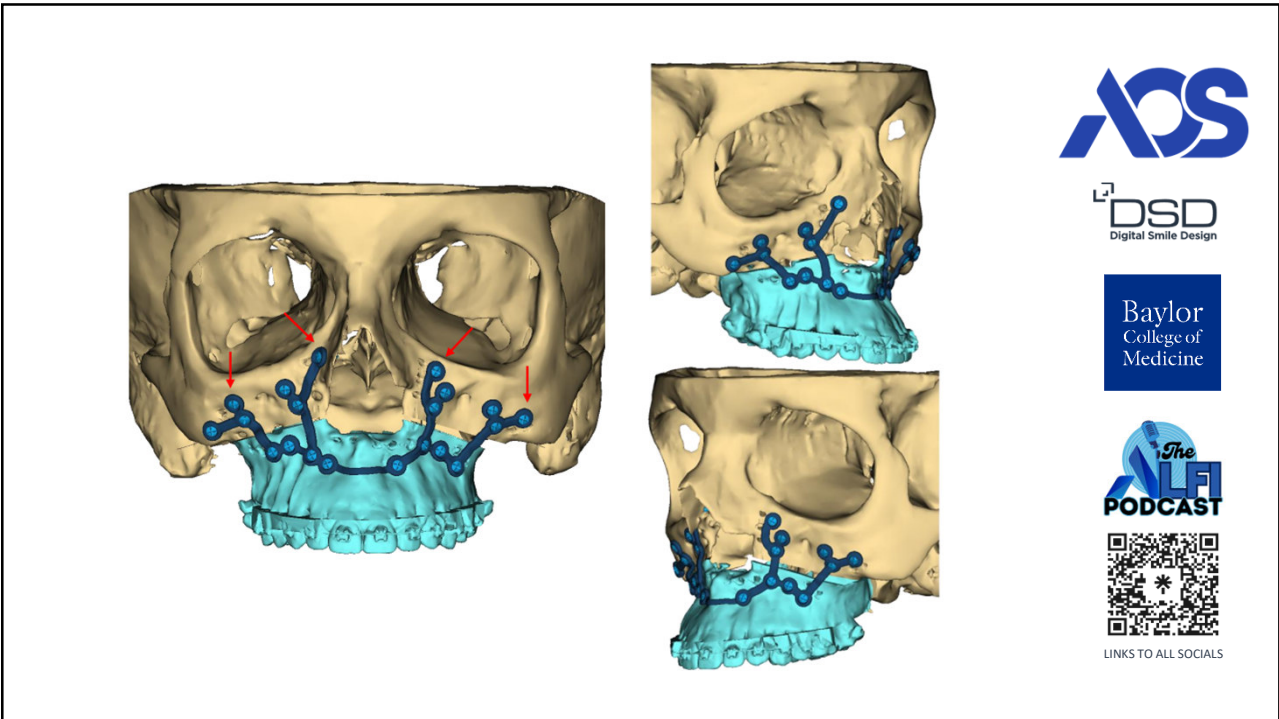 AOS
DSD
Digital Smile Design
Baylor
College of
Medicine
The
ALFI
PODCAST
LINKS TO ALL SOCIALS